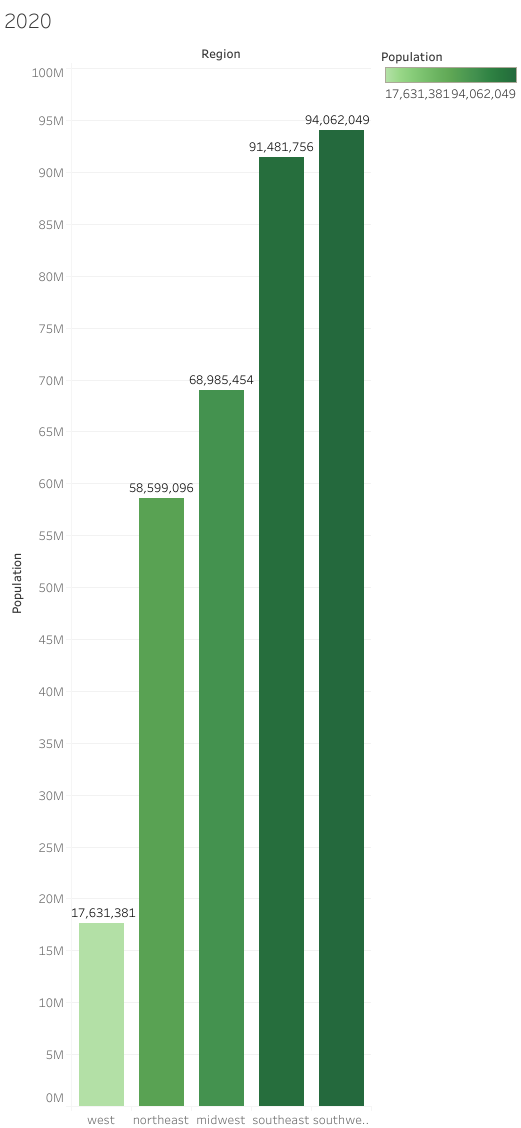 2020
Region
Population
17,631,381 94,062,049
100M
95M
90M
85M
80M
75M
70M
65M
60M
55M
50M
45M
40M
35M
30M
25M
20M
15M
10M
5M
0M
Population
94,062,049
91,481,756
68,985,454
58,599,096
17,631,381
west northeast midwest southeast southwe..